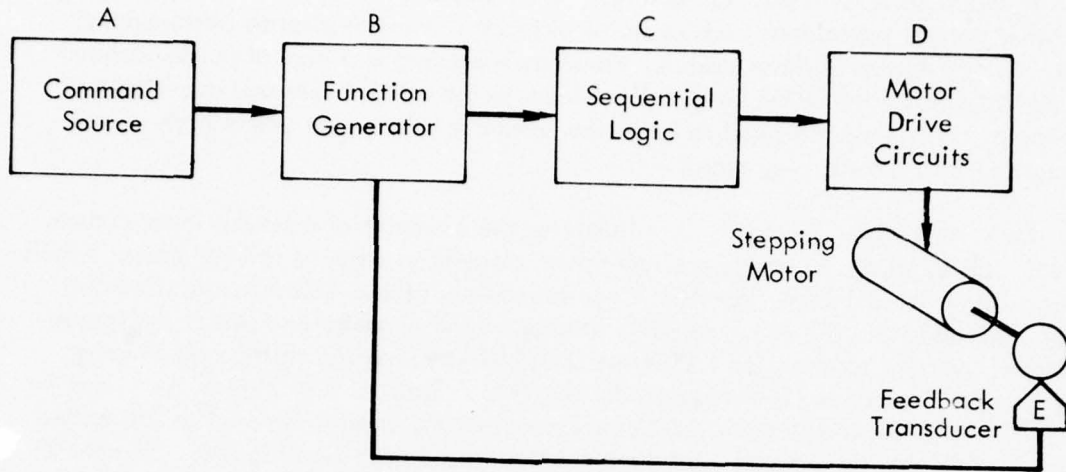 A
B
C
D
Command
Source
Function
Generator
Sequential
Logic
Motor
Drive
Circuits
Stepping
Motor
Feedback
Transducer
E